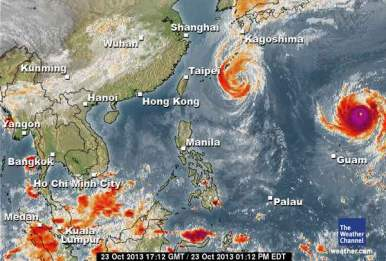 Shanghai
Wuhan
Kagoshima
Kunming
Taipei
Hanoi
Hong Kong
Yangon
Manila
Bangkok
Guam
Ho Chi Minh City
Palau
Medan
Kuala
Lumpur
The
Weather
Channel
weather.com
23 Oct 2013 17:12 GMT / 23 Oct 2013 01:12 PM EDT